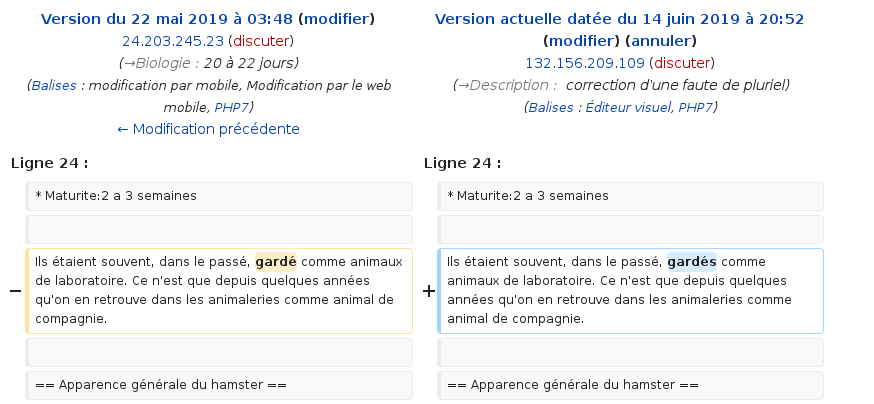 Version du 22 mai 2019 à 03:48 (modifier)
24.203.245.23 (discuter)
(→Biologie : 20 à 22 jours)
(Balises : modification par mobile, Modification par le web
mobile, PHP7)
← Modification précédente
Version actuelle datée du 14 juin 2019 à 20:52
(modifier) (annuler)
132.156.209.109 (discuter)
(→Description : correction d'une faute de pluriel)
(Balises : Éditeur visuel, PHP7)
Ligne 24 :
Ligne 24 :
* Maturite:2 a 3 semaines
* Maturite:2 a 3 semaines
− Ils étaient souvent, dans le passé, gardé comme animaux
de laboratoire. Ce n'est que depuis quelques années
qu'on en retrouve dans les animaleries comme animal de
compagnie.
+ Ils étaient souvent, dans le passé, gardés comme
animaux de laboratoire. Ce n'est que depuis quelques
années qu'on en retrouve dans les animaleries comme
animal de compagnie.
== Apparence générale du hamster ==
== Apparence générale du hamster ==